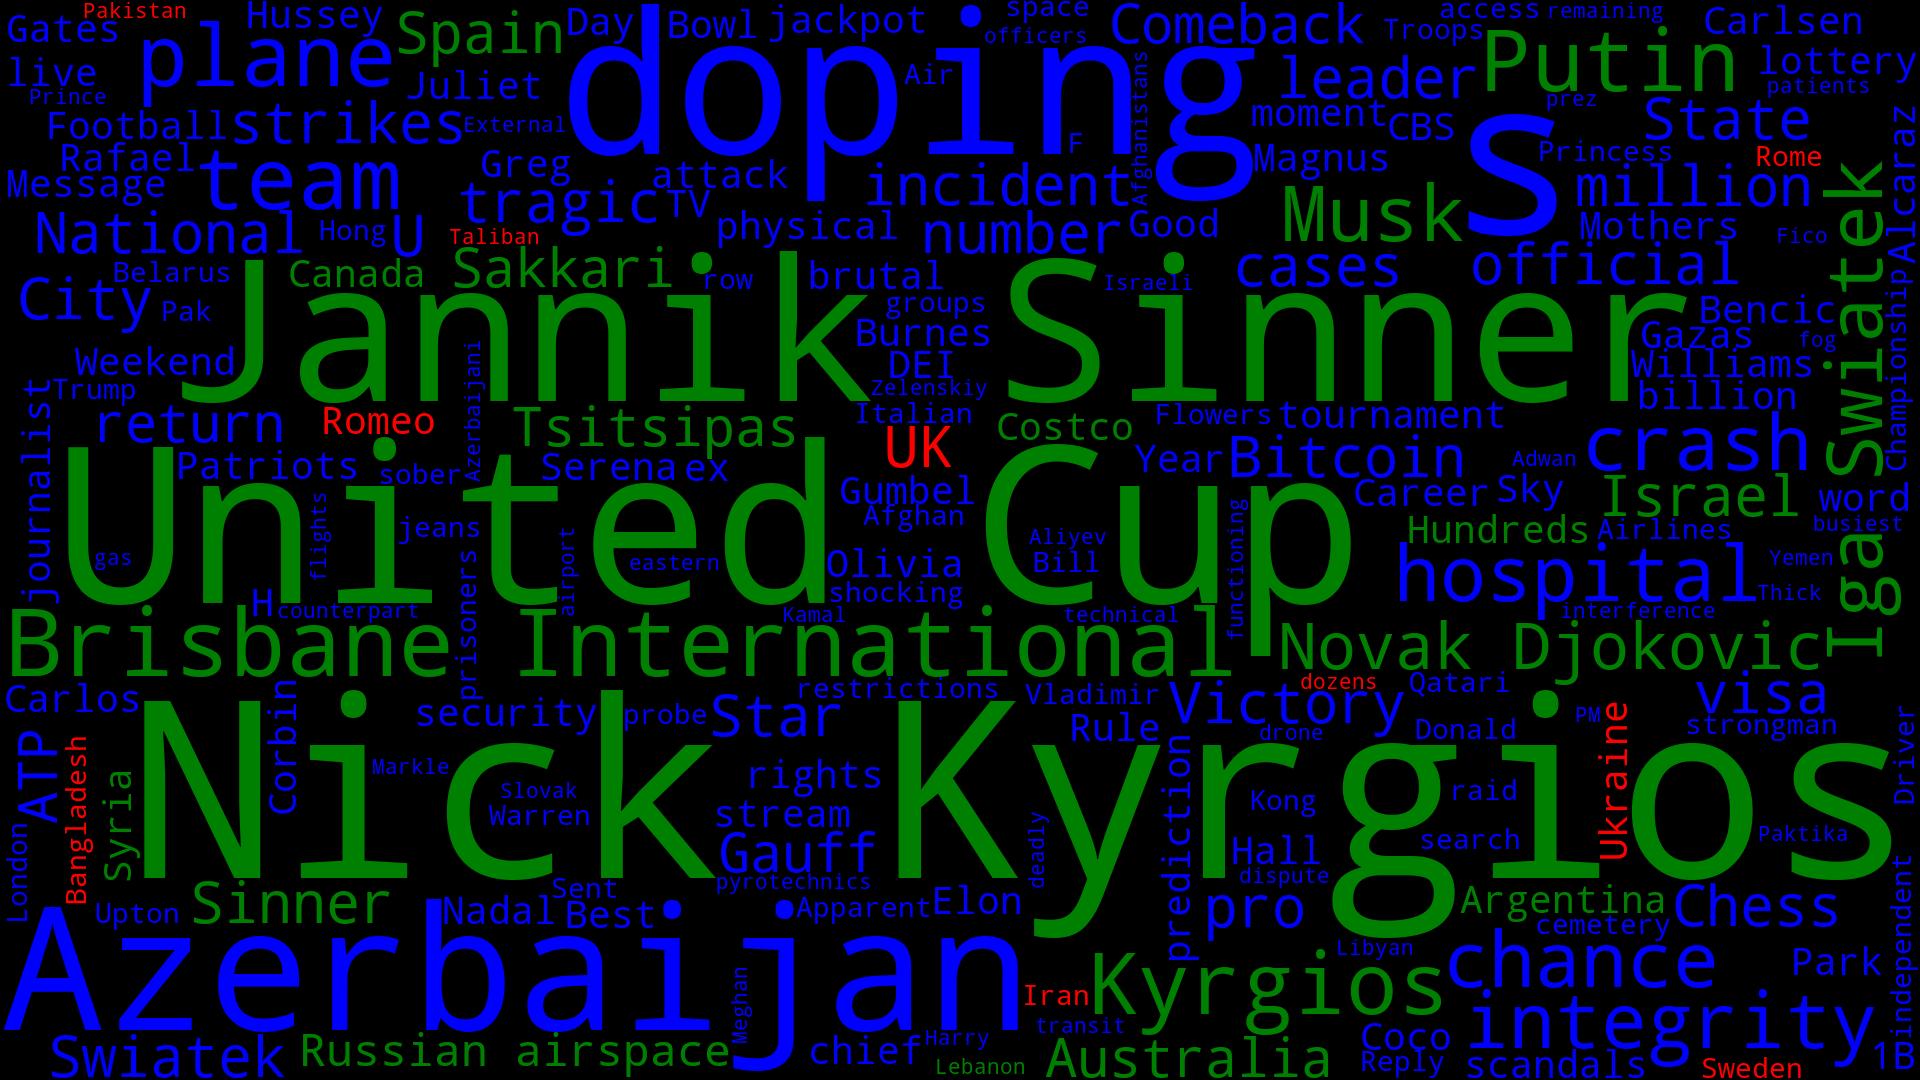 Pakistan
Gates
Hussey
Spain
Day
Bowl
jackpot
space
officers
Comeback
access
remaining
Troops
Carlsen
plane
doping
Putin
live
Prince
Juliet
Air
leader
lottery
patients
Football
strikes
External
F
Afghanistans
moment
CBS
prez
s
State
Alcaraz
Rafael
team
Greg
attack
Magnus
Princess
Rome
Message
tragic
TV
incident
Musk
million
National
Hong
U
Taliban
physical
number
Good
Mothers
Fico
Iga Swiatek
City
Belarus
Pak
Canada
Sakkari
row
brutal
Israeli
cases
official
Jannik Sinner
groups
Burnes
Bencic
Gazas
fog
Championship
Weekend
Trump
Azerbaijani
DEI
Zelenskiy
Williams
billion
journalist
return
Romeo
Tsitsipas
Italian
UK
Costco
Flowers
tournament
crash
United Cup
Patriots
sober
Serena
ex
Year
Bitcoin
Adwan
Gumbel
Afghan
Career
Sky
Israel
word
flights
jeans
Aliyev
functioning
Hundreds
Airlines
busiest
gas
airport
eastern
Olivia
Bill
hospital
Yemen
H
counterpart
prisoners
shocking
Kamal
technical
interference
Thick
Brisbane International
Novak Djokovic
Carlos
Corbin
security
probe
Star
restrictions
Vladimir
Rule
Victory
dozens
Qatari
visa
strongman
ATP
Bangladesh
Nick Kyrgios
drone
Donald
PM
Ukraine
Driver
Syria
Markle
Slovak
Warren
rights
stream
prediction
Kong
raid
London
Gauff
deadly
Hall
search
Paktika
pyrotechnics
dispute
Upton
Sinner
Sent
Nadal
Best
Apparent
Elon
pro
Argentina
Chess
cemetery
independent
Azerbaijan
Libyan
chance
Park
Meghan
Iran
Kyrgios
integrity
transit
Swiatek
Russian airspace
chief
Harry
Lebanon
Australia
Coco
Reply
scandals
Sweden
1B